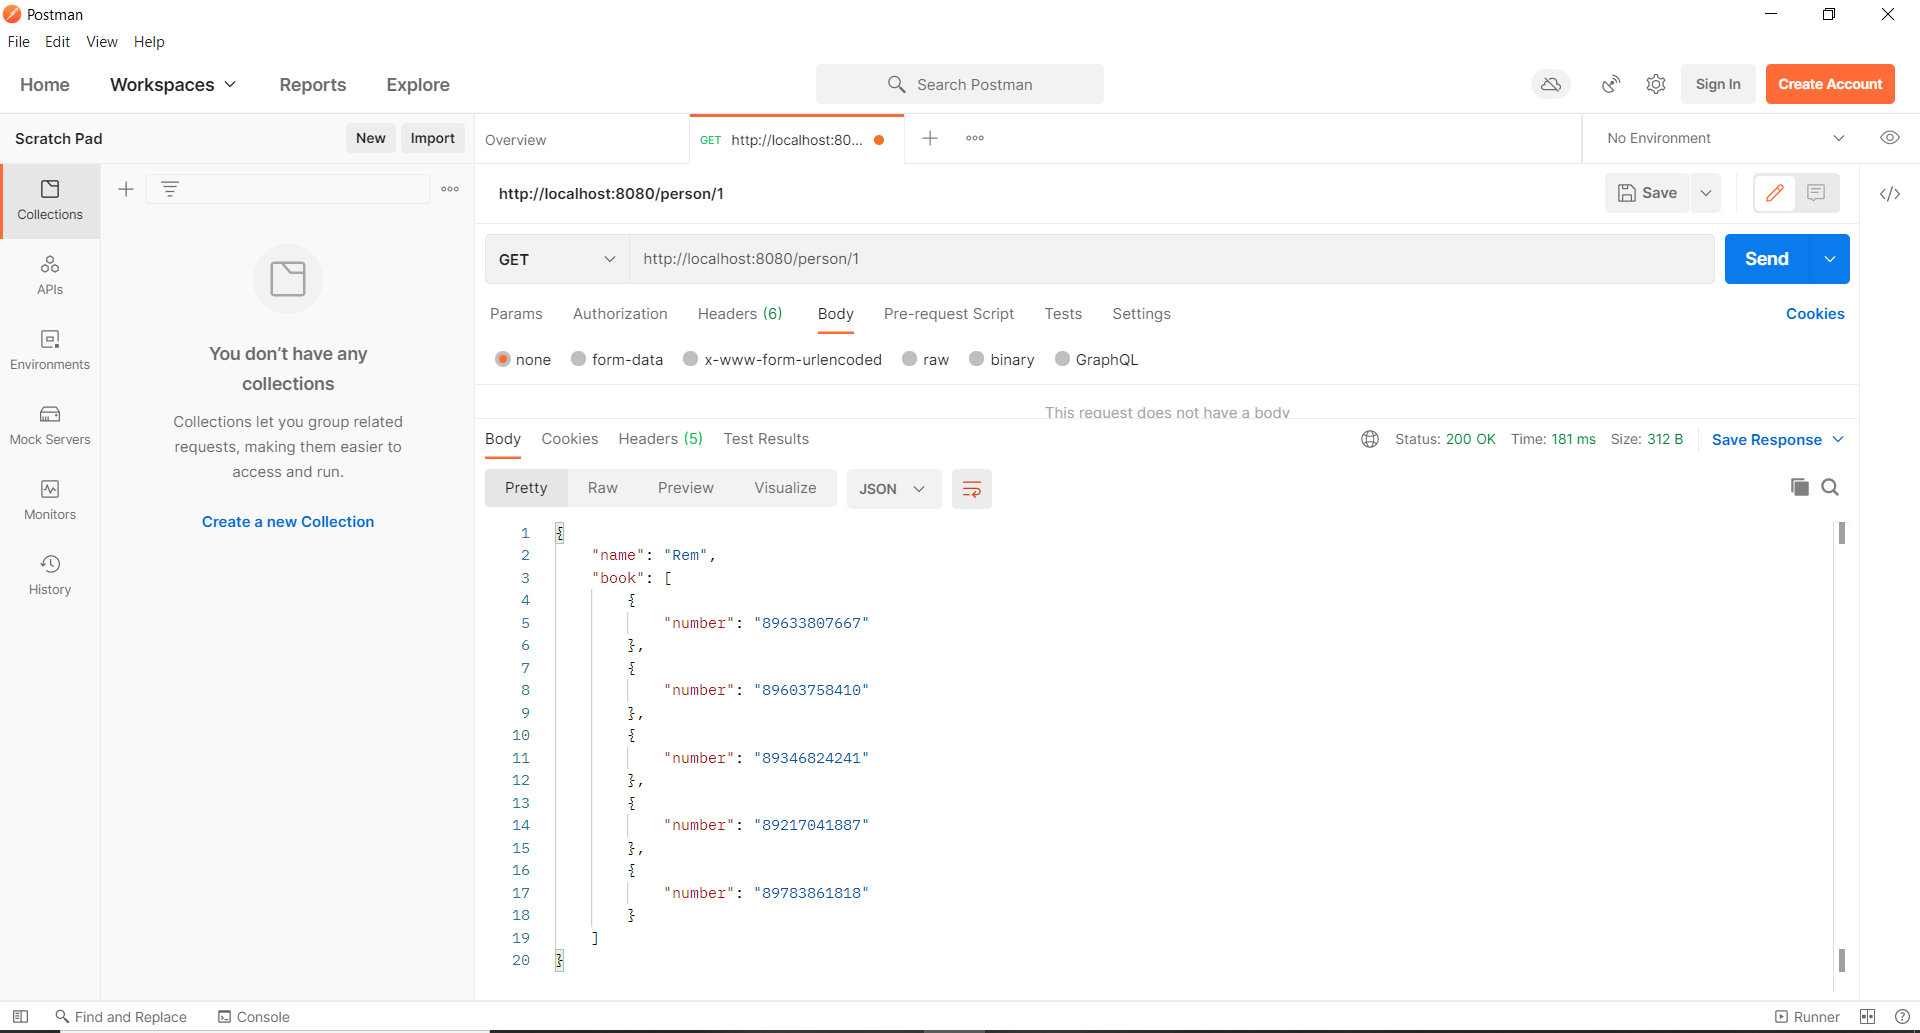 Postman
File Edit View Help
Home Workspaces Reports Explore Search Postman Sign In Create Account
Scratch Pad New Import Overview GET http://localhost:80... No Environment
http://localhost:8080/person/1 Save
Collections
APIs
Environments
Mock Servers
Monitors
History
You don’t have any
collections
Collections let you group related
requests, making them easier to
access and run.
Create a new Collection
GET http://localhost:8080/person/1 Send
Params Authorization Headers (6) Body Pre-request Script Tests Settings Cookies
none form-data x-www-form-urlencoded raw binary GraphQL
This request does not have a body
Body Cookies Headers (5) Test Results Status: 200 OK Time: 181 ms Size: 312 B Save Response
Pretty Raw Preview Visualize JSON
1 {
2 "name": "Rem",
3 "book": [
4 {
5 "number": "89633807667"
6 },
7 {
8 "number": "89603758410"
9 },
10 {
11 "number": "89346824241"
12 },
13 {
14 "number": "89217041887"
15 },
16 {
17 "number": "89783861818"
18 }
19 ]
20 }
Find and Replace Console Runner